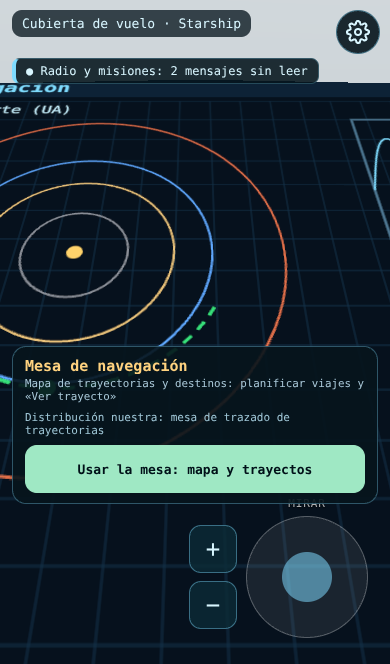 Cubierta de vuelo · Starship
● Radio y misiones: 2 mensajes sin leer
gación
te (UA)
Mesa de navegación
Mapa de trayectorias y destinos: planificar viajes y
«Ver trayecto»
Distribución nuestra: mesa de trazado de
trayectorias
Usar la mesa: mapa y trayectos
MIRAR
+
−